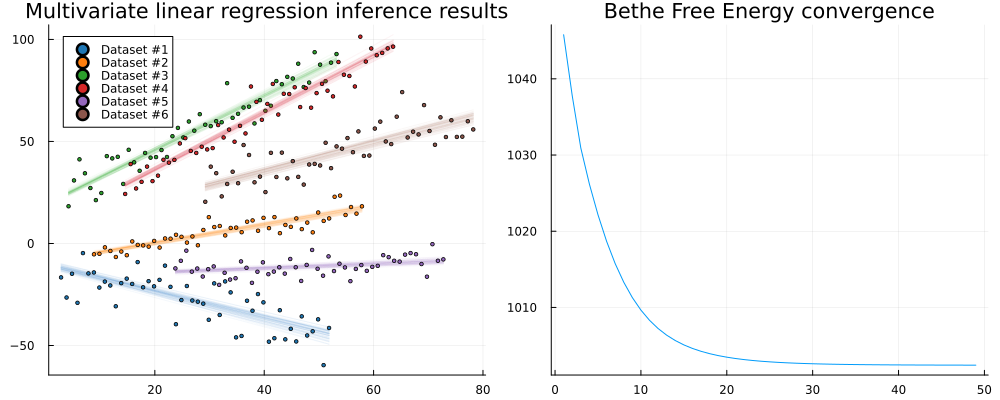 Multivariate linear regression inference results
100
50
0
−50
20
40
60
80
Dataset #1
Dataset #2
Dataset #3
Dataset #4
Dataset #5
Dataset #6
Bethe Free Energy convergence
1040
1030
1020
1010
0
10
20
30
40
50